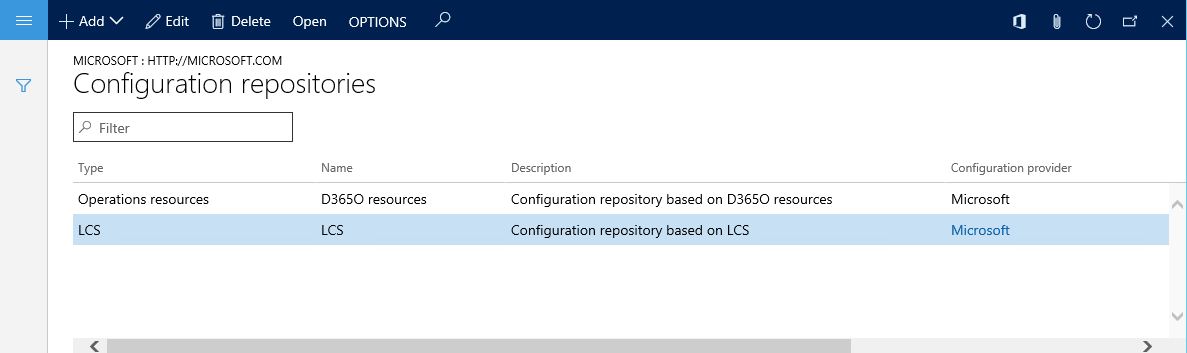 Add Edit Delete Open OPTIONS
MICROSOFT : HTTP://MICROSOFT.COM
Configuration repositories
Filter
Type Name Description Configuration provider
Operations resources D365O resources Configuration repository based on D365O resources Microsoft
LCS LCS Configuration repository based on LCS Microsoft